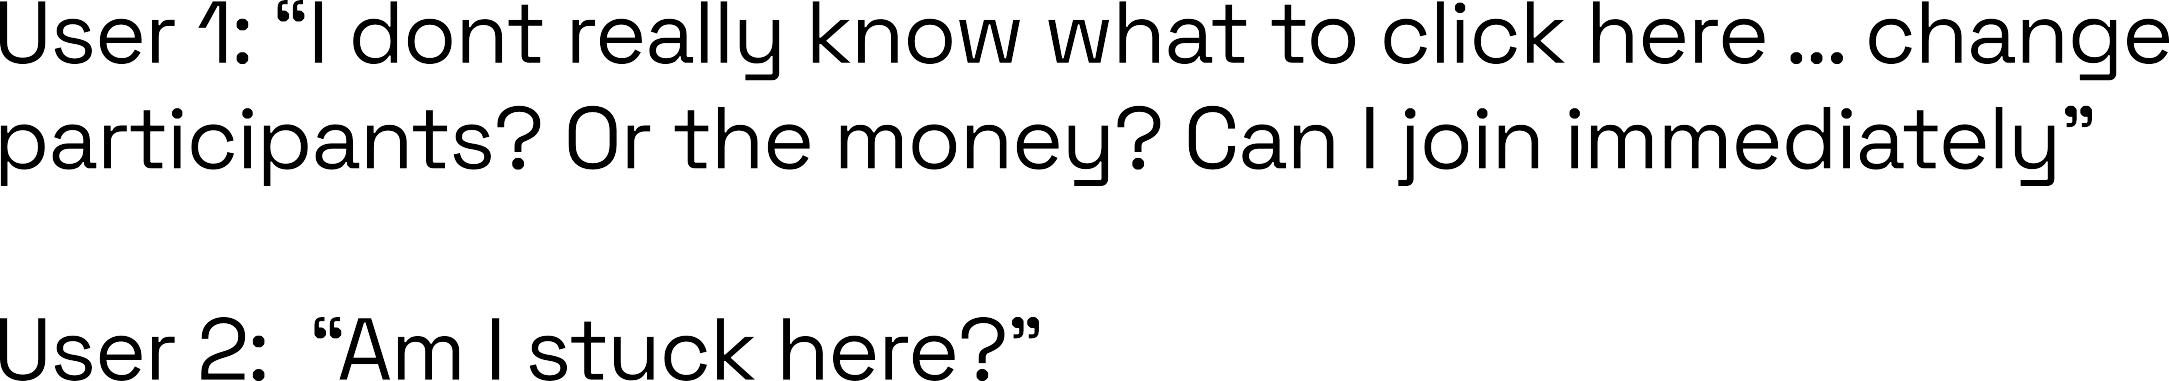 User 1: “I dont really know what to click here ... change
participants? Or the money? Can I join immediately”
User 2:  “Am I stuck here?”